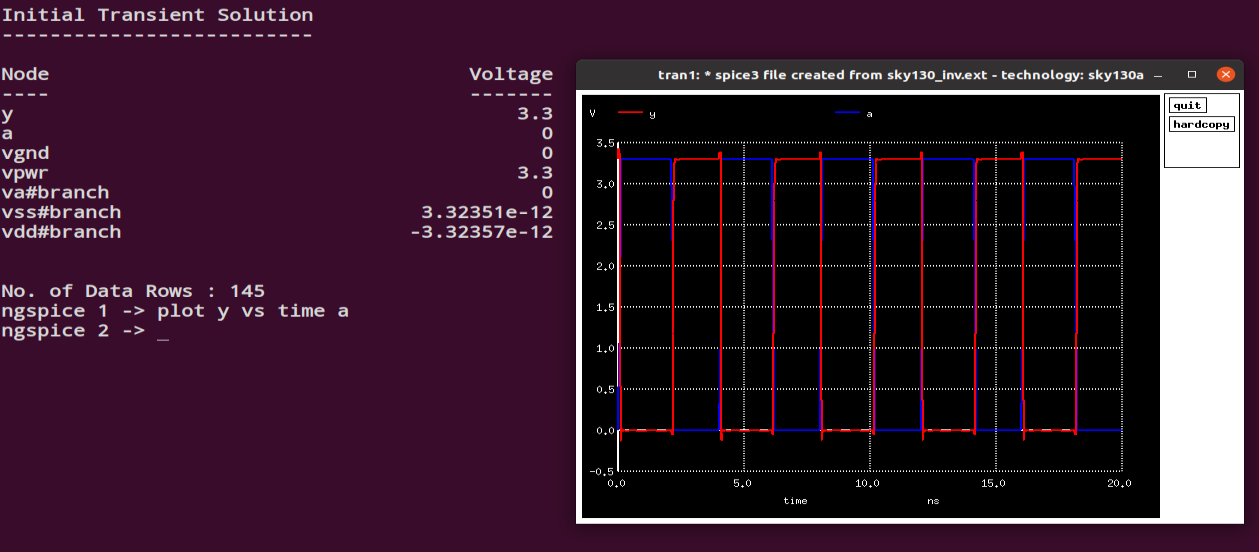 Initial Transient Solution
--------------------------
Node Voltage
---- -------
y 3.3
a 0
vgnd 0
vpwr 3.3
va#branch 0
vss#branch 3.32351e-12
vdd#branch -3.32357e-12
No. of Data Rows : 145
ngspice 1 -> plot y vs time a
ngspice 2 -> _
tran1: * spice3 file created from sky130_inv.ext - technology: sky130a
quit
hardcopy
V y a
3.5
3.0
2.5
2.0
1.5
1.0
0.5
0.0
-0.5
0.0 5.0 10.0 15.0 20.0
time ns